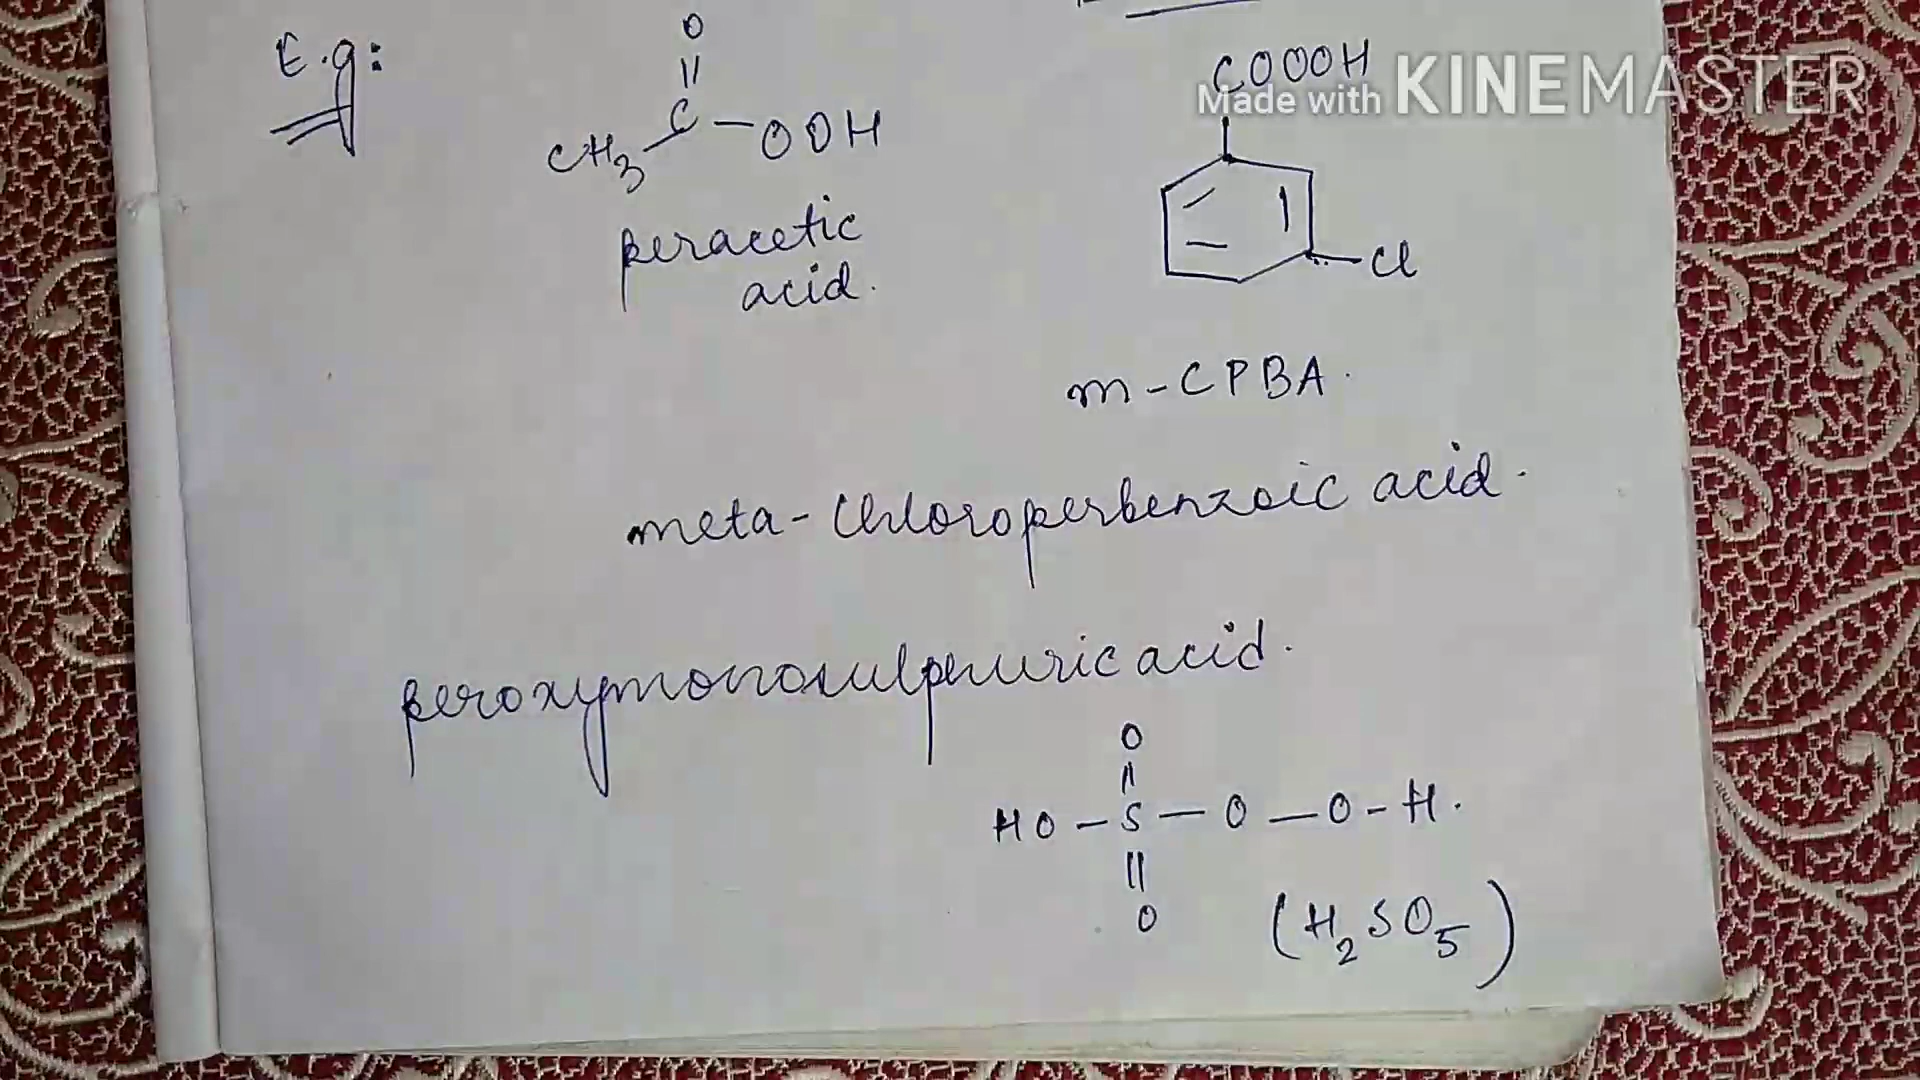 E.g:
O
||
CH3 - C - OOH
peracetic
acid.
COOOH
Made with KINEMASTER
Cl
m-CPBA.
meta-chloroperbenzoic acid.
peroxymonosulphuric acid.
O
||
HO - S - O - O - H.
||
O
(H2SO5)